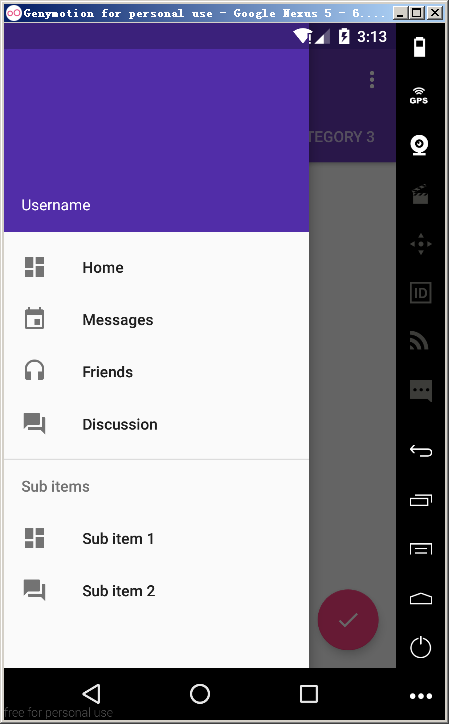 Genymotion for personal use - Google Nexus 5 - 6....
3:13
TEGORY 3
Username
Home
Messages
Friends
Discussion
Sub items
Sub item 1
Sub item 2
GPS
ID
free for personal use